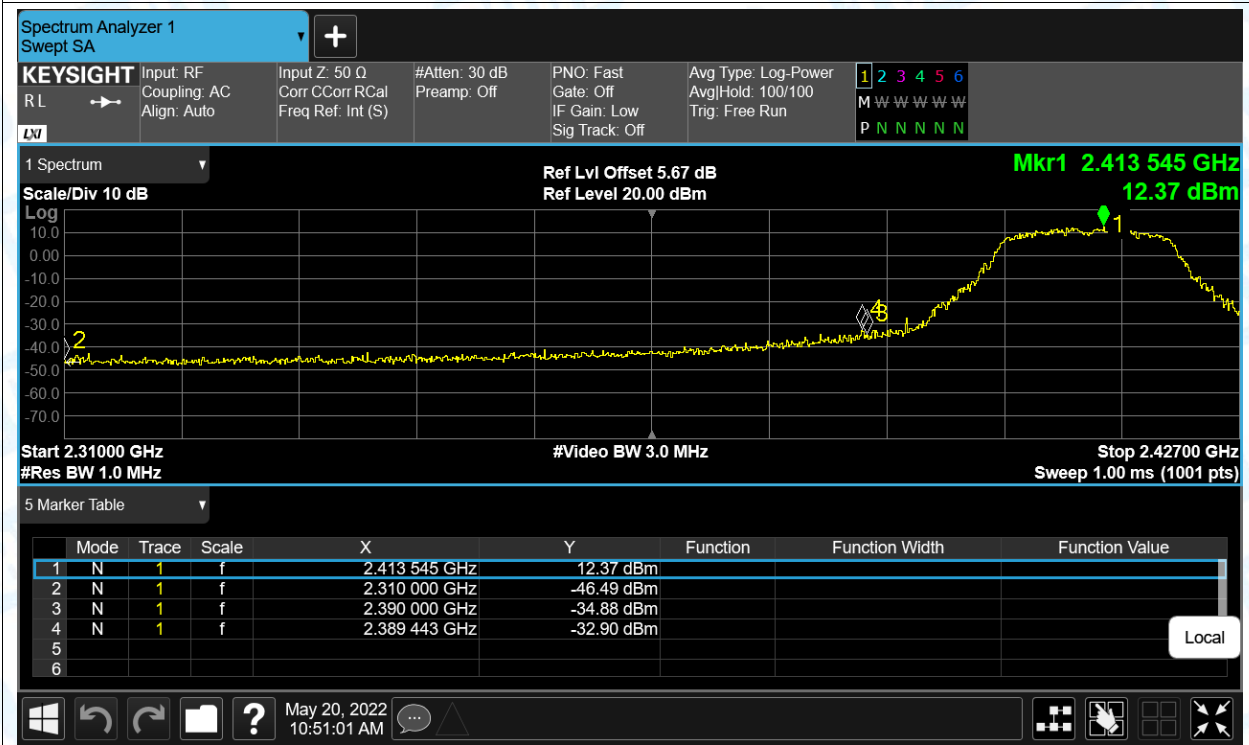 Spectrum Analyzer 1
Swept SA
KEYSIGHT
R L
LXI
Input: RF
Coupling: AC
Align: Auto
Input Z: 50 Ω
Corr CCorr RCal
Freq Ref: Int (S)
#Atten: 30 dB
Preamp: Off
PNO: Fast
Gate: Off
IF Gain: Low
Sig Track: Off
Avg Type: Log-Power
Avg|Hold: 100/100
Trig: Free Run
1 2 3 4 5 6
M W W W W W
P N N N N N
1 Spectrum
Scale/Div 10 dB
Ref Lvl Offset 5.67 dB
Ref Level 20.00 dBm
Mkr1 2.413 545 GHz
12.37 dBm
Log
10.0
0.00
-10.0
-20.0
-30.0
-40.0
-50.0
-60.0
-70.0
1
2
4
3
Start 2.31000 GHz
#Res BW 1.0 MHz
#Video BW 3.0 MHz
Stop 2.42700 GHz
Sweep 1.00 ms (1001 pts)
5 Marker Table
Mode Trace Scale X Y Function Function Width Function Value
1 N 1 f 2.413 545 GHz 12.37 dBm
2 N 1 f 2.310 000 GHz -46.49 dBm
3 N 1 f 2.390 000 GHz -34.88 dBm
4 N 1 f 2.389 443 GHz -32.90 dBm
5
6
Local
?
May 20, 2022
10:51:01 AM